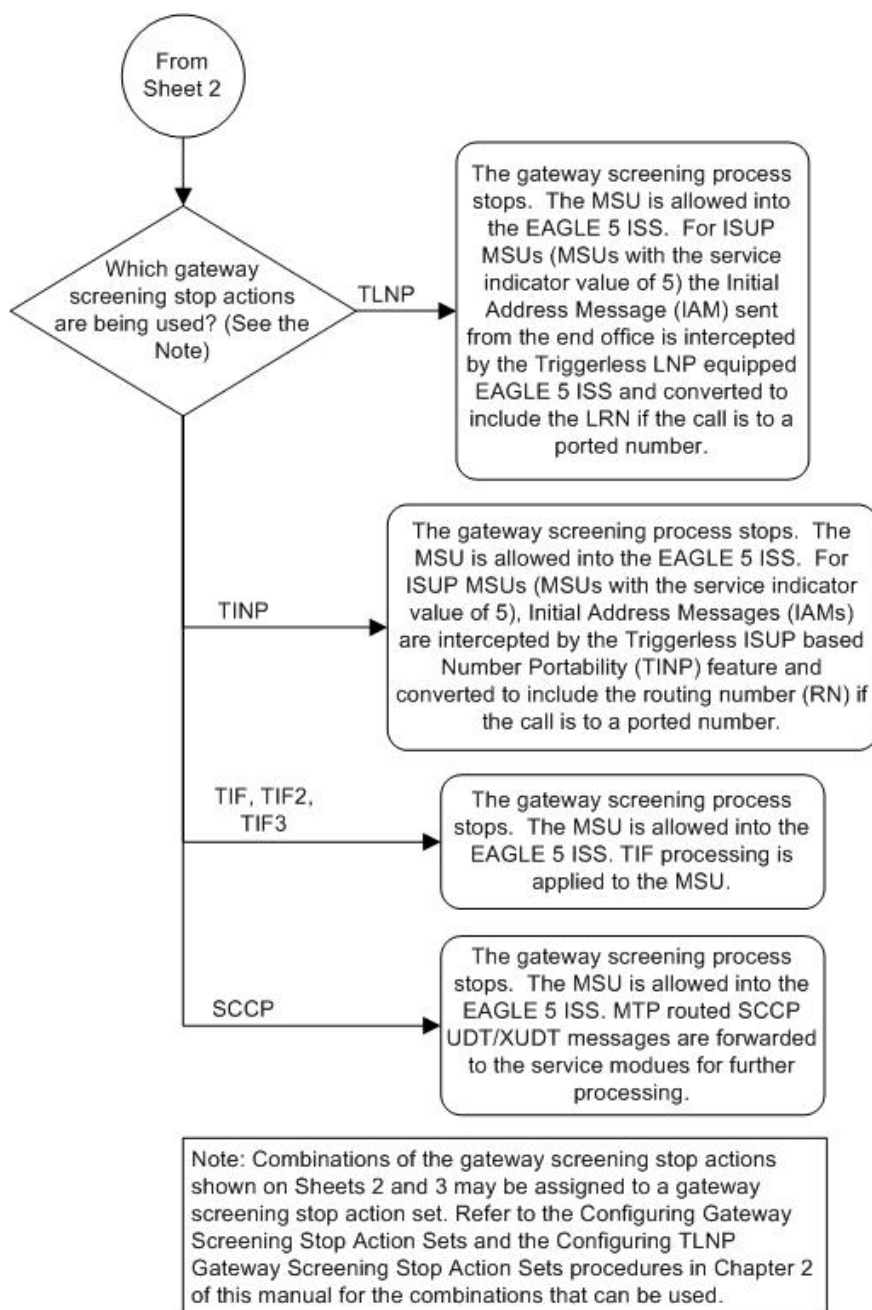 From
Sheet 2
Which gateway
screening stop actions
are being used? (See the
Note)
TLNP
The gateway screening process
stops. The MSU is allowed into
the EAGLE 5 ISS. For ISUP
MSUs (MSUs with the service
indicator value of 5) the Initial
Address Message (IAM) sent
from the end office is intercepted
by the Triggerless LNP equipped
EAGLE 5 ISS and converted to
include the LRN if the call is to a
ported number.
TINP
The gateway screening process stops. The
MSU is allowed into the EAGLE 5 ISS. For
ISUP MSUs (MSUs with the service indicator
value of 5), Initial Address Messages (IAMs)
are intercepted by the Triggerless ISUP based
Number Portability (TINP) feature and
converted to include the routing number (RN) if
the call is to a ported number.
TIF, TIF2,
TIF3
The gateway screening process
stops. The MSU is allowed into the
EAGLE 5 ISS. TIF processing is
applied to the MSU.
SCCP
The gateway screening process
stops. The MSU is allowed into the
EAGLE 5 ISS. MTP routed SCCP
UDT/XUDT messages are forwarded
to the service modues for further
processing.
Note: Combinations of the gateway screening stop actions
shown on Sheets 2 and 3 may be assigned to a gateway
screening stop action set. Refer to the Configuring Gateway
Screening Stop Action Sets and the Configuring TLNP
Gateway Screening Stop Action Sets procedures in Chapter 2
of this manual for the combinations that can be used.